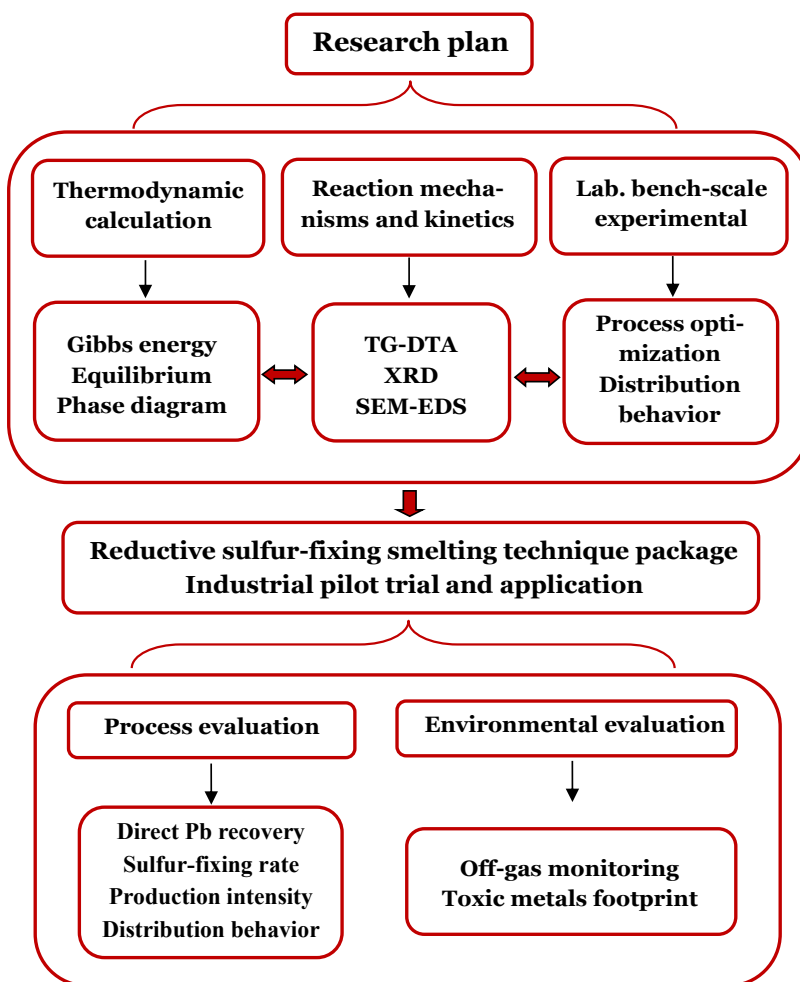 Research plan
Thermodynamic
calculation
Reaction mecha-
nisms and kinetics
Lab. bench-scale
experimental
Gibbs energy
Equilibrium
Phase diagram
TG-DTA
XRD
SEM-EDS
Process opti-
mization
Distribution
behavior
Reductive sulfur-fixing smelting technique package
Industrial pilot trial and application
Process evaluation
Environmental evaluation
Direct Pb recovery
Sulfur-fixing rate
Production intensity
Distribution behavior
Off-gas monitoring
Toxic metals footprint